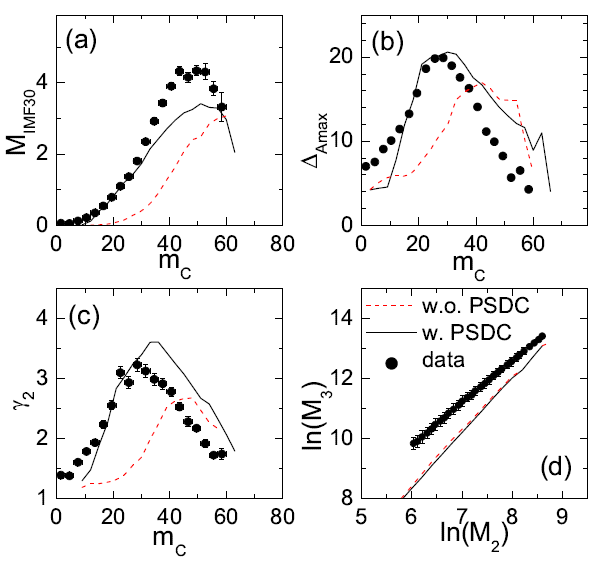 (a)
M_IMF30
0 2 4
0 20 40 60 80
m_C
(b)
Δ_Amax
0 10 20
0 20 40 60
m_C
(c)
γ_2
1 2 3 4
0 20 40 60 80
m_C
w.o. PSDC
w. PSDC
data
(d)
ln(M_3)
8 10 12 14
5 6 7 8 9
ln(M_2)